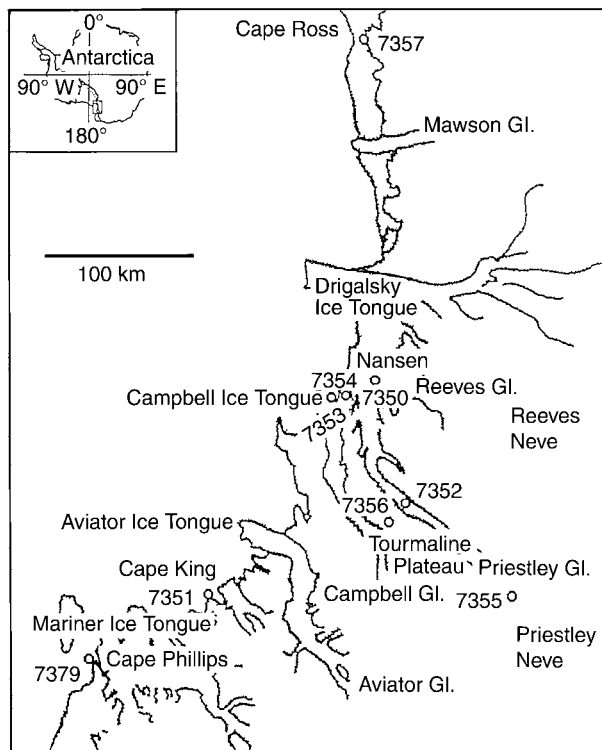 0°
Antarctica
90° W
90° E
180°
Cape Ross
7357
Mawson Gl.
100 km
Drigalsky
Ice Tongue
Nansen
7354
Reeves Gl.
Campbell Ice Tongue
7350
7353
Reeves
Neve
7352
7356
Aviator Ice Tongue
Tourmaline
Plateau
Priestley Gl.
Cape King
Campbell Gl.
7351
7355
Mariner Ice Tongue
Priestley
Neve
Cape Phillips
7379
Aviator Gl.